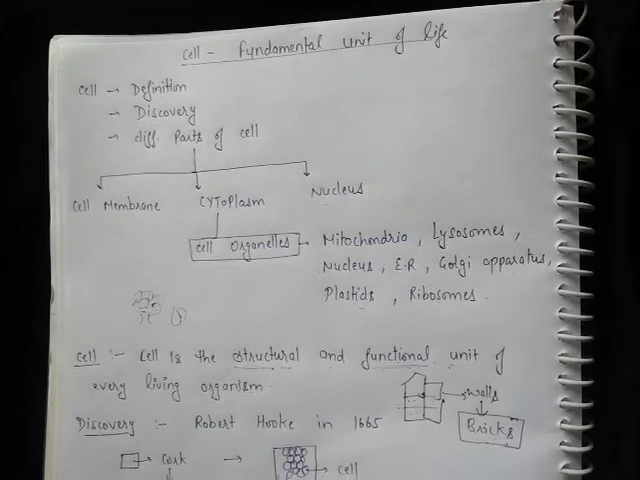 Cell - Fundamental unit of life
Cell → Definition
→ Discovery
→ diff. Parts of cell
Cell Membrane Cytoplasm Nucleus
Cell Organelles → Mitochondria, Lysosomes,
Nucleus, E.R, Golgi apparatus,
Plastids, Ribosomes.
Cell :- Cell is the structural and functional unit of
every living organism.
→ walls
Discovery :- Robert Hooke in 1665
Bricks
→ Cork → → cell